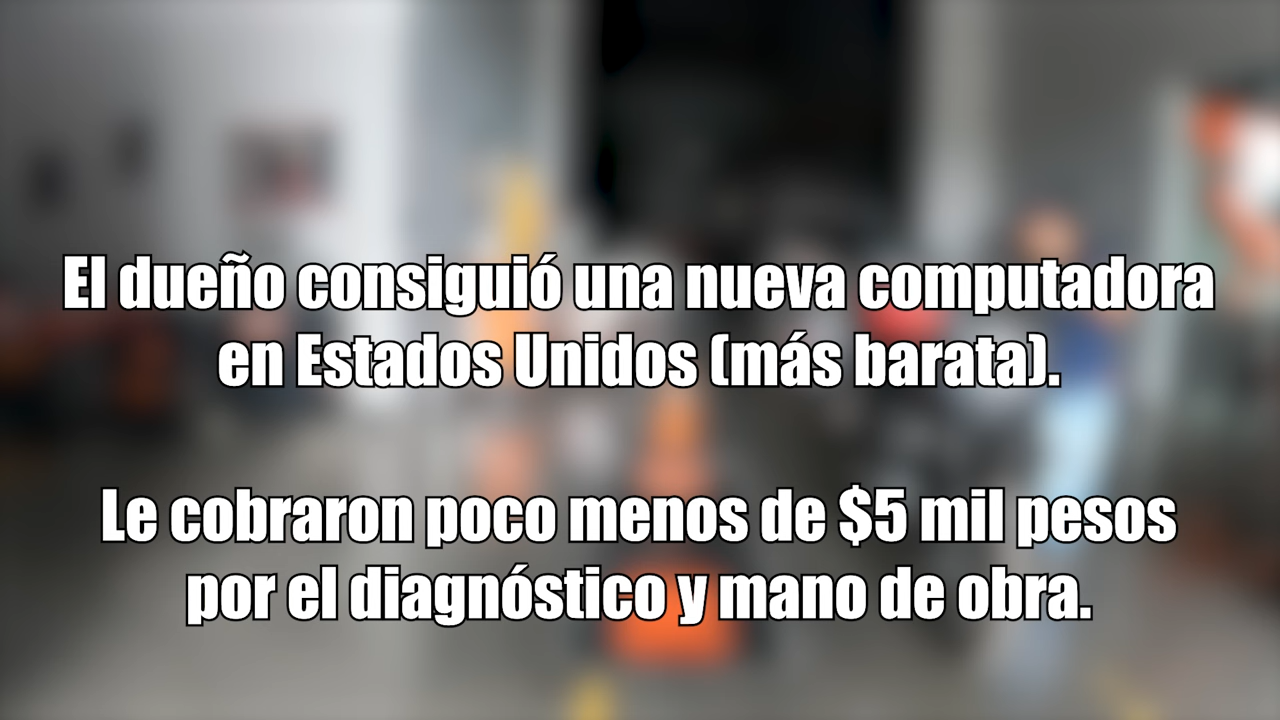 El dueño consiguió una nueva computadora
en Estados Unidos (más barata).
Le cobraron poco menos de $5 mil pesos
por el diagnóstico y mano de obra.